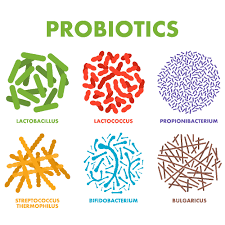 PROBIOTICS
LACTOBACILLUS
LACTOCOCCUS
PROPIONIBACTERIUM
STREPTOCOCCUS
THERMOPHILUS
BIFIDOBACTERIUM
BULGARICUS